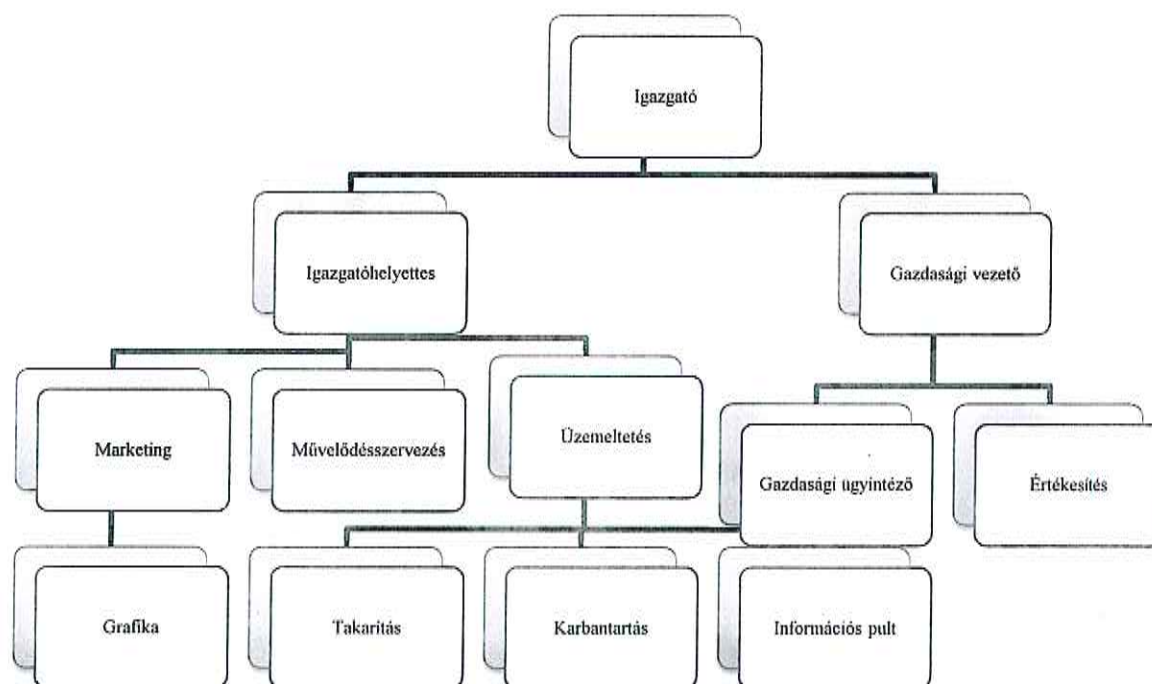 Igazgató
Igazgatóhelyettes
Gazdasági vezető
Marketing
Művelődésszervezés
Üzemeltetés
Gazdasági ügyintéző
Értékesítés
Grafika
Takarítás
Karbantartás
Információs pult